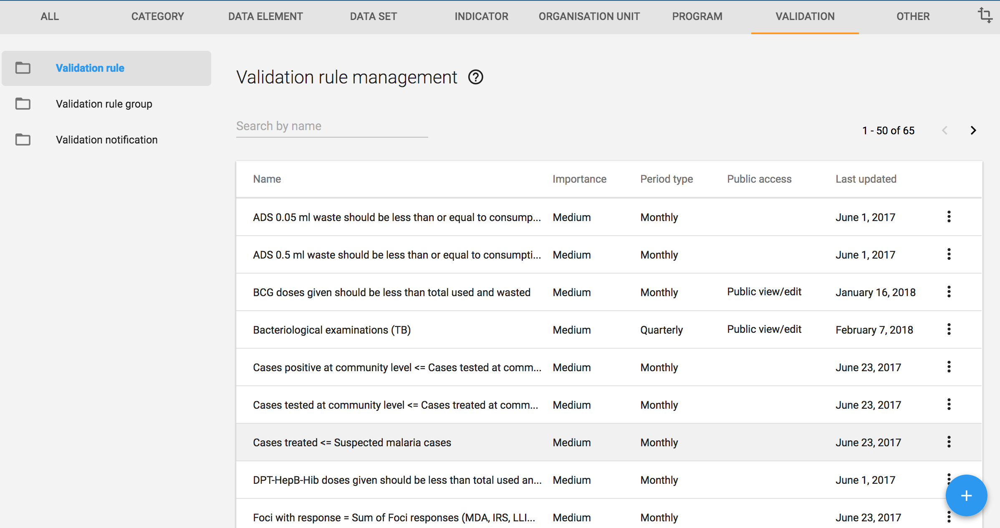 ALL CATEGORY DATA ELEMENT DATA SET INDICATOR ORGANISATION UNIT PROGRAM VALIDATION OTHER
Validation rule
Validation rule group
Validation notification
Validation rule management
Search by name
1 - 50 of 65
Name Importance Period type Public access Last updated
ADS 0.05 ml waste should be less than or equal to consump... Medium Monthly June 1, 2017
ADS 0.5 ml waste should be less than or equal to consumpti... Medium Monthly June 1, 2017
BCG doses given should be less than total used and wasted Medium Monthly Public view/edit January 16, 2018
Bacteriological examinations (TB) Medium Quarterly Public view/edit February 7, 2018
Cases positive at community level <= Cases tested at comm... Medium Monthly June 23, 2017
Cases tested at community level <= Cases treated at comm... Medium Monthly June 23, 2017
Cases treated <= Suspected malaria cases Medium Monthly June 23, 2017
DPT-HepB-Hib doses given should be less than total used an... Medium Monthly June 1, 2017
Foci with response = Sum of Foci responses (MDA, IRS, LLI... Medium Monthly June 23, 2017